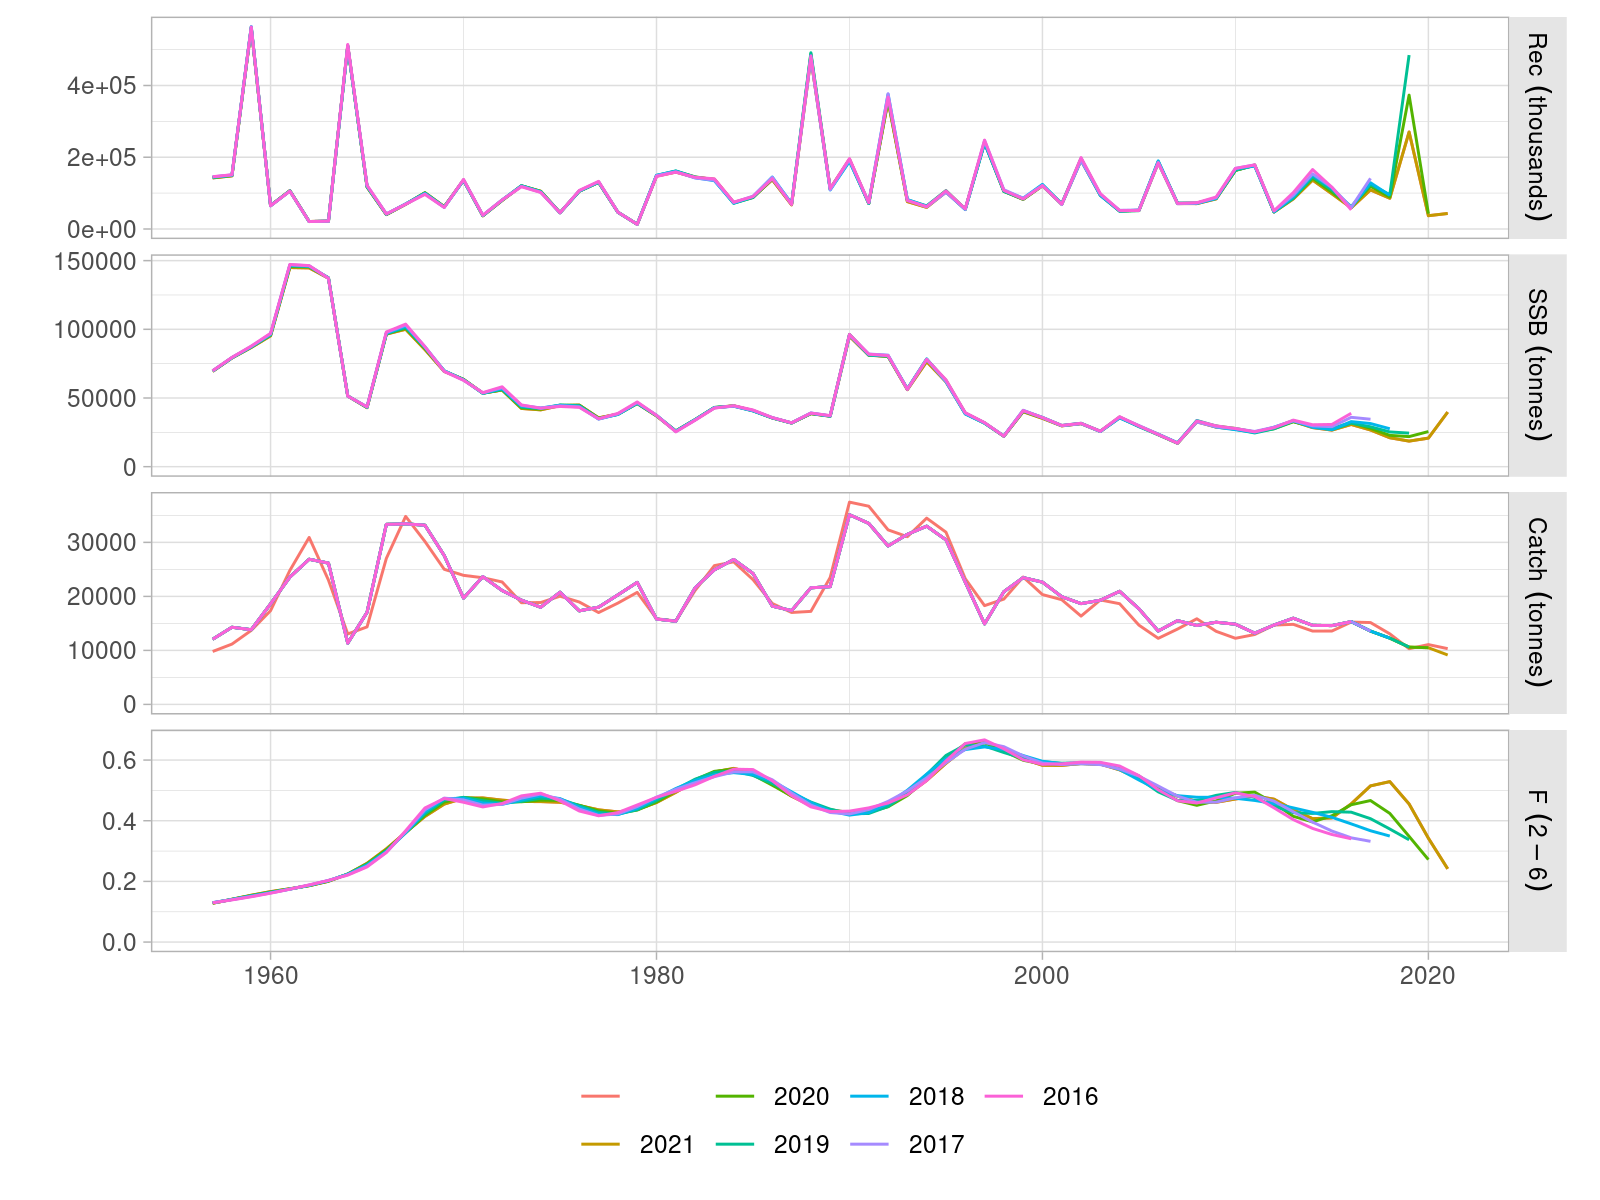 4e+05
2e+05
0e+00
Rec (thousands)
150000
100000
50000
0
SSB (tonnes)
30000
20000
10000
0
Catch (tonnes)
0.6
0.4
0.2
0.0
F (2 – 6)
1960 1980 2000 2020
2020 2018 2016
2021 2019 2017